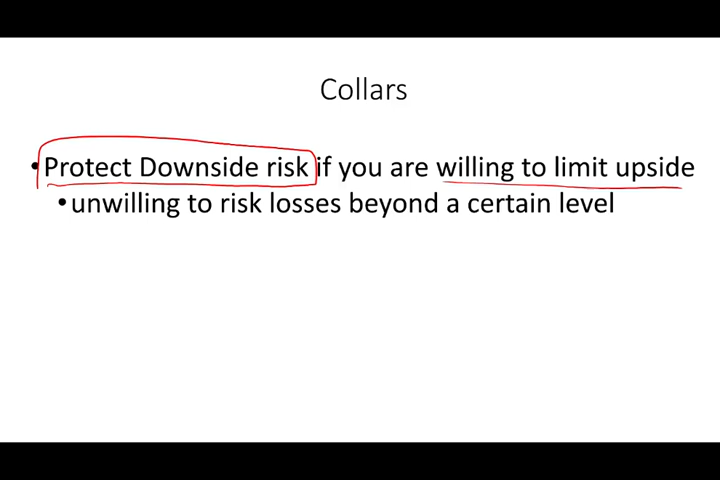 Collars
•Protect Downside risk if you are willing to limit upside
•unwilling to risk losses beyond a certain level